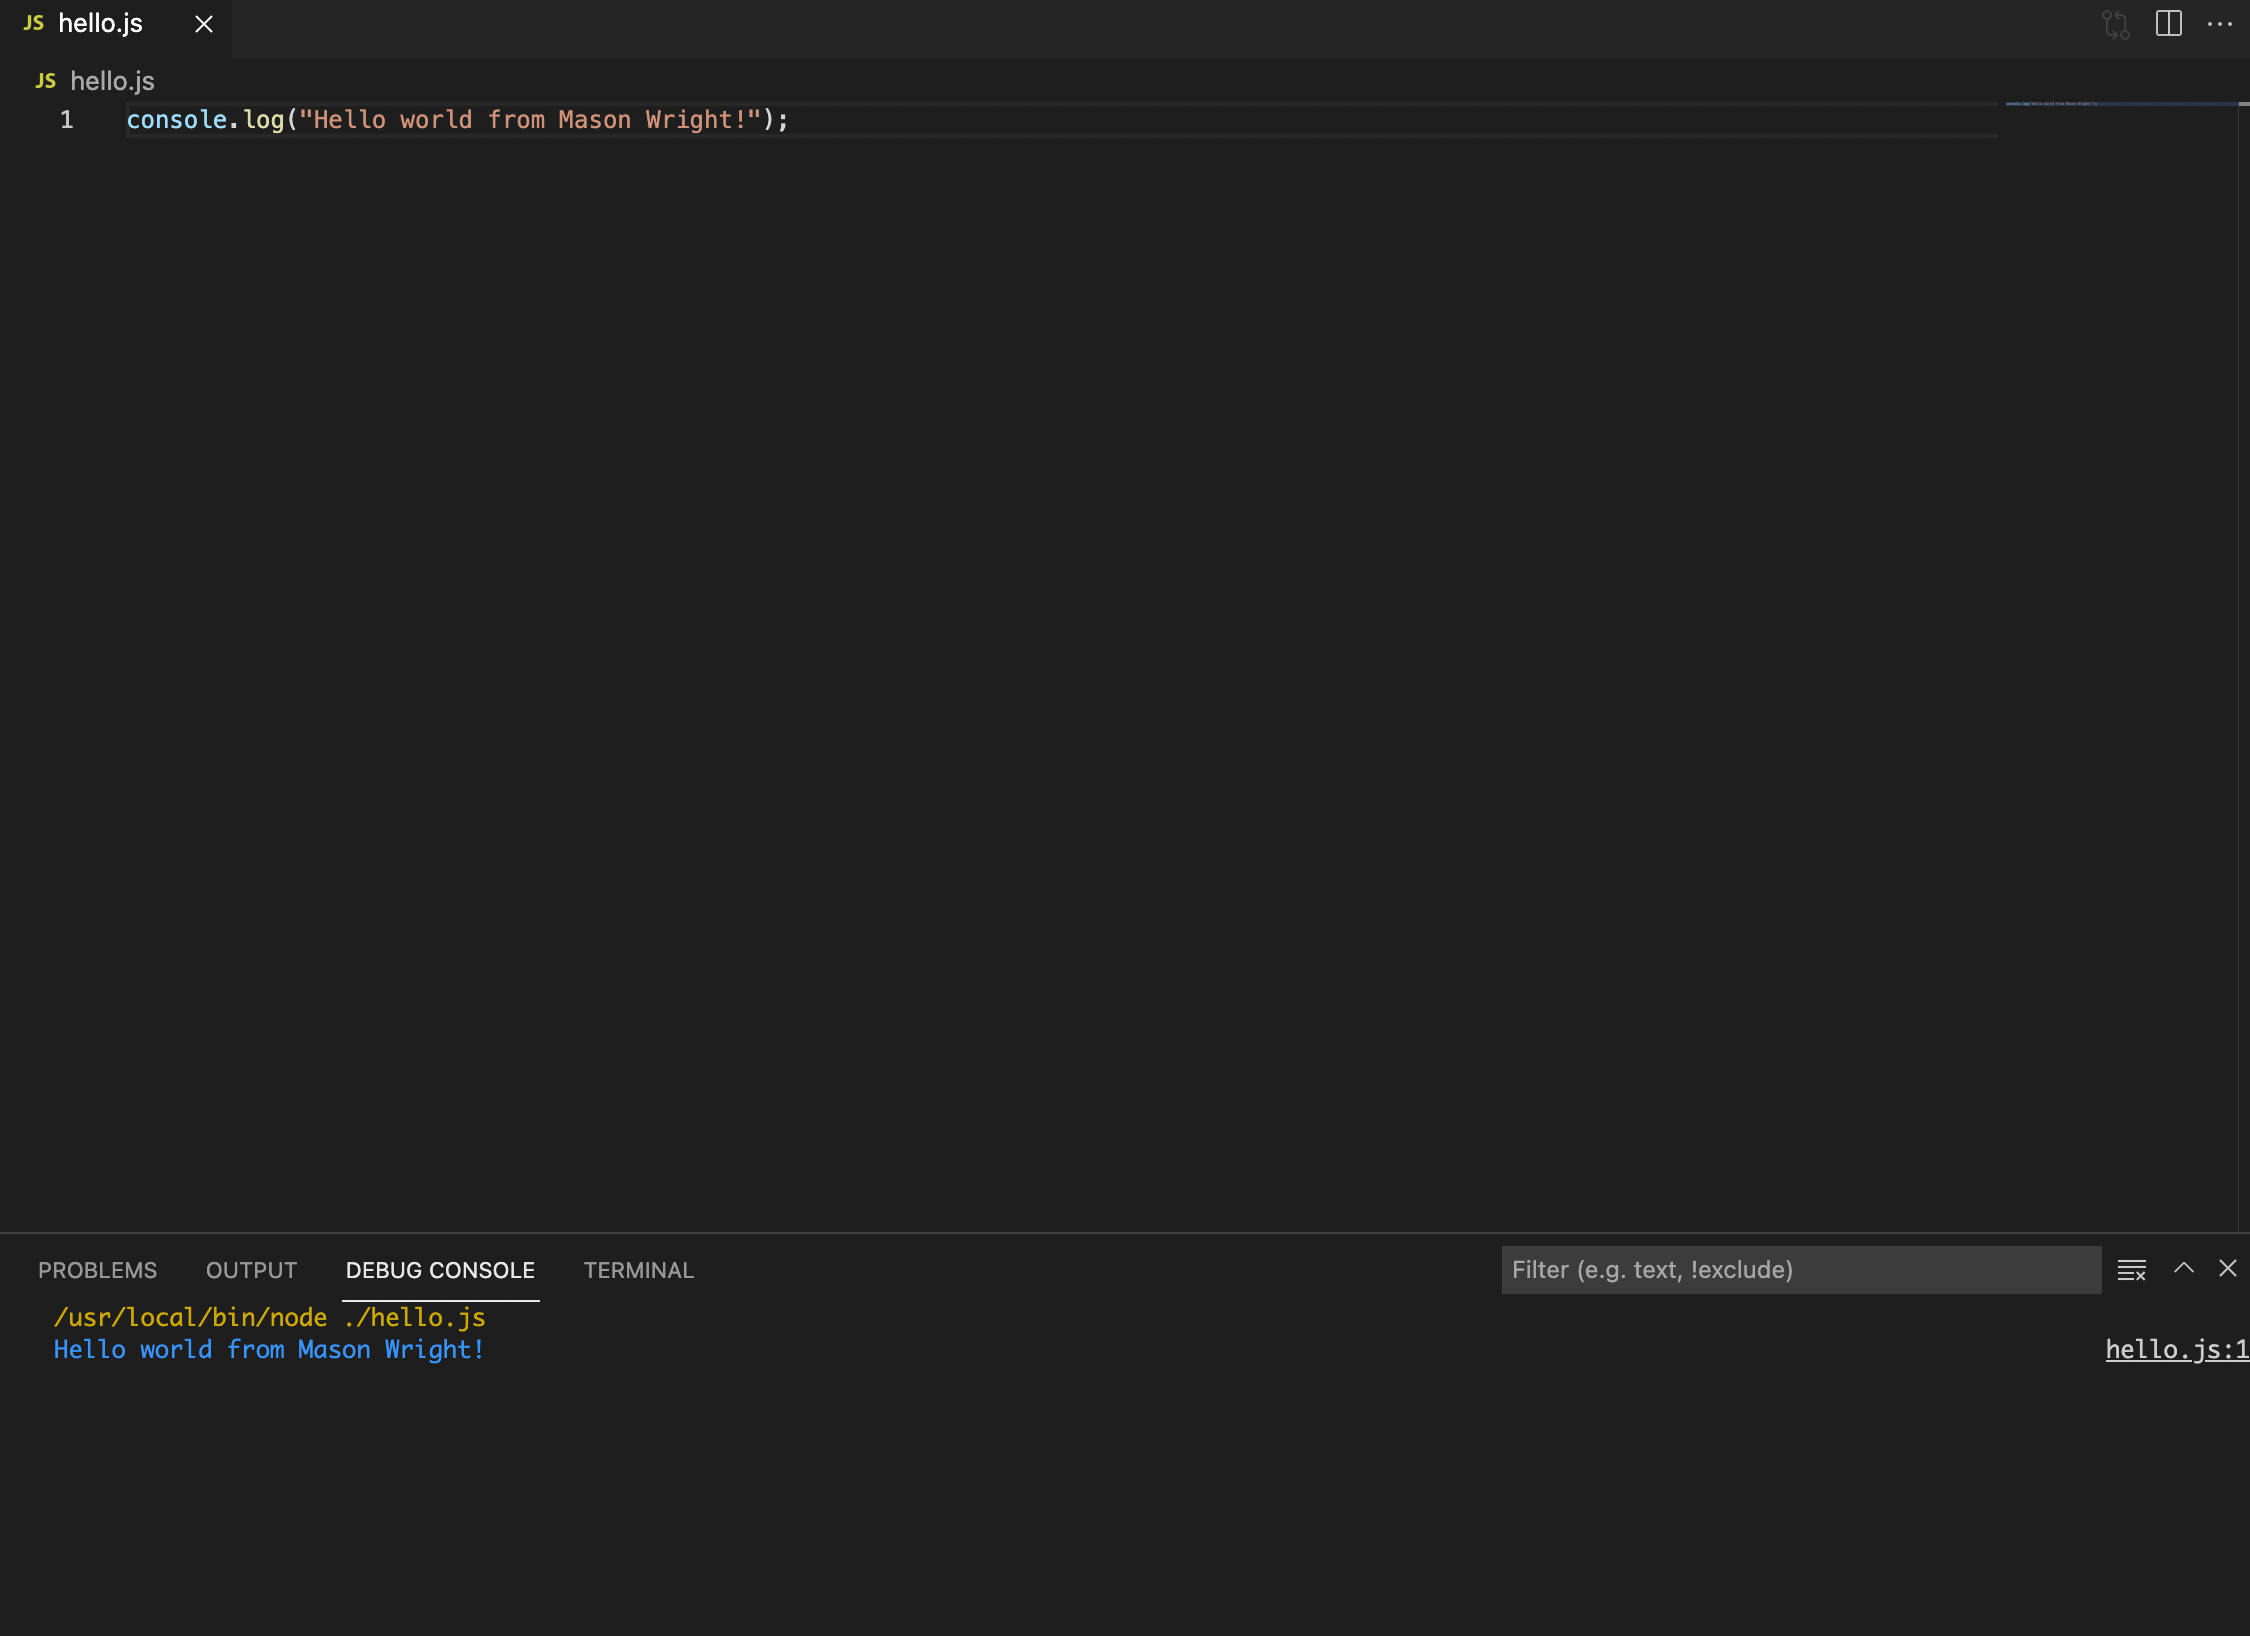 JS hello.js
JS hello.js
1 console.log("Hello world from Mason Wright!");
PROBLEMS OUTPUT DEBUG CONSOLE TERMINAL Filter (e.g. text, !exclude)
/usr/local/bin/node ./hello.js
Hello world from Mason Wright! hello.js:1